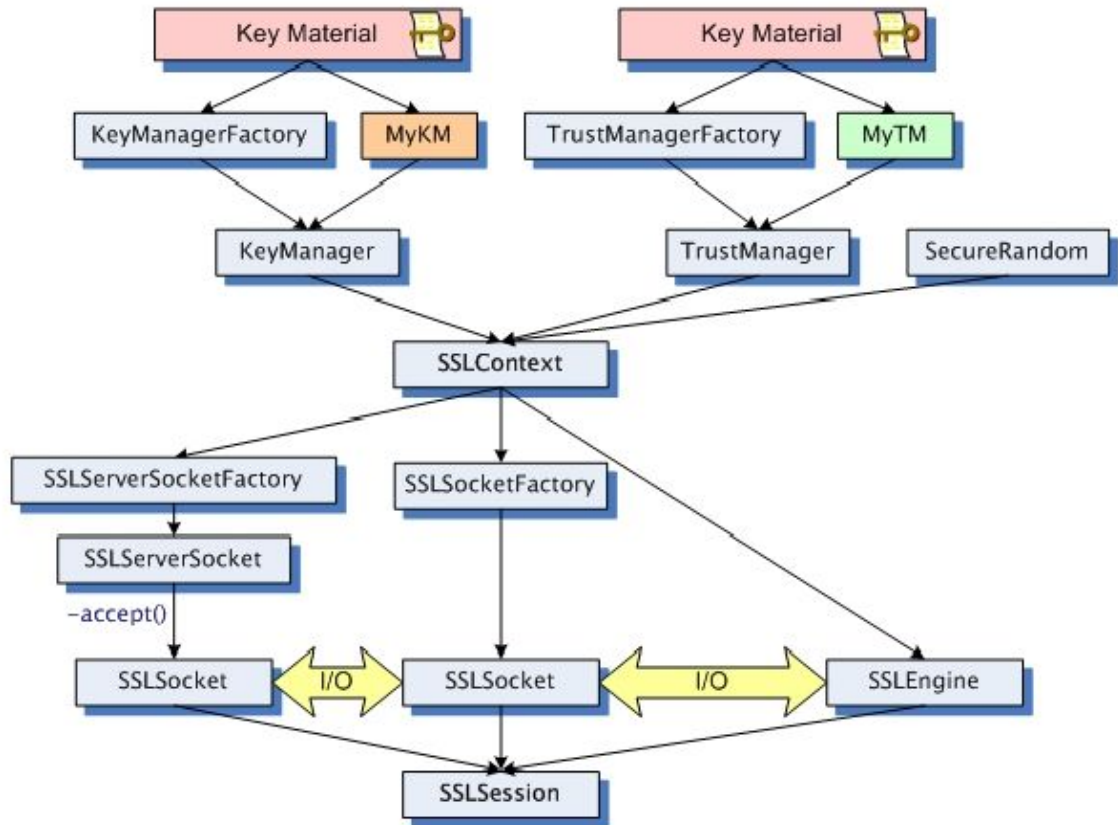 Key Material
Key Material
KeyManagerFactory
MyKM
TrustManagerFactory
MyTM
KeyManager
TrustManager
SecureRandom
SSLContext
SSLServerSocketFactory
SSLSocketFactory
SSLServerSocket
-accept()
SSLSocket
I/O
SSLSocket
I/O
SSLEngine
SSLSession